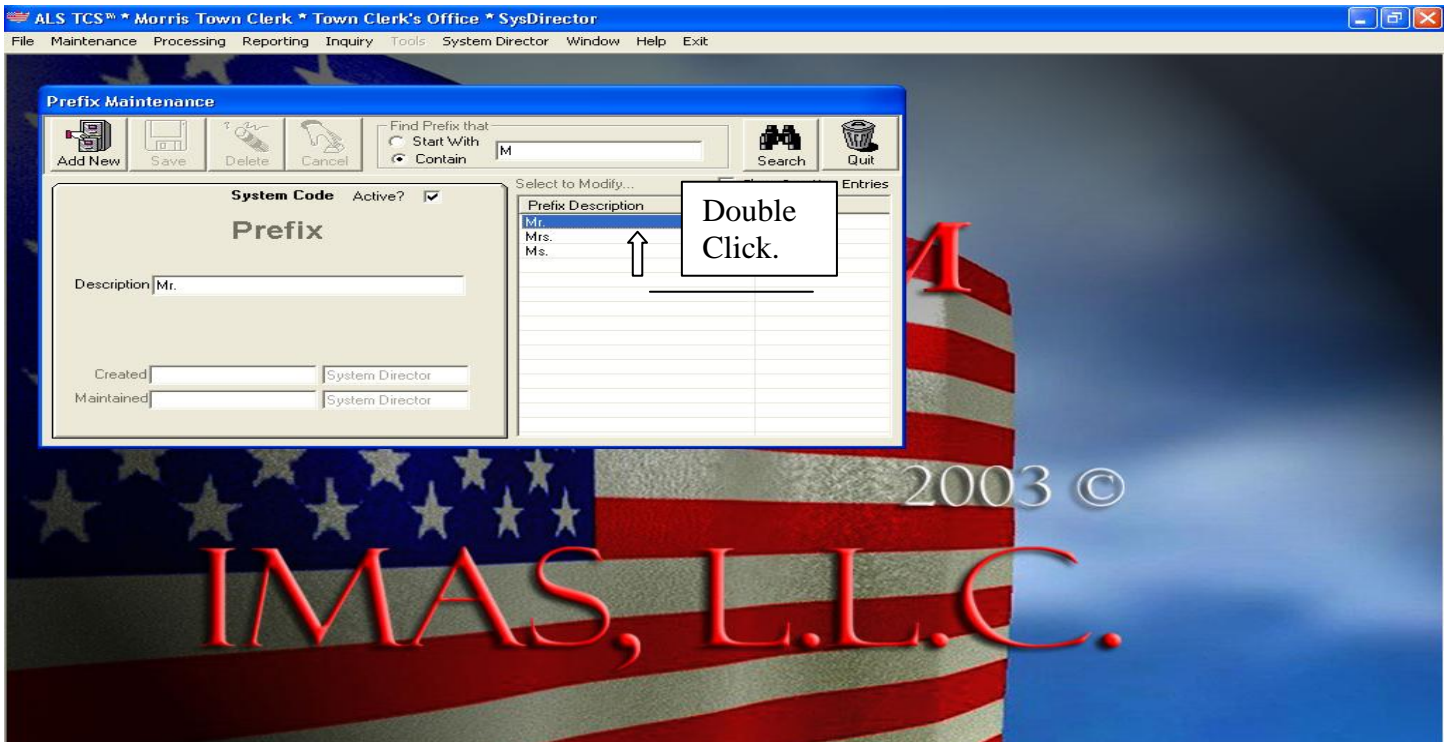 ALS TCS™ * Morris Town Clerk * Town Clerk's Office * SysDirector
File Maintenance Processing Reporting Inquiry Tools System Director Window Help Exit
Prefix Maintenance
Add New
Save
Delete
Cancel
Find Prefix that
Start With
Contain
M
Search
Quit
System Code Active?
Prefix
Description Mr.
Created System Director
Maintained System Director
Select to Modify...
Entries
Prefix Description
Mr.
Mrs.
Ms.
Double
Click.
M
2003 ©
IMAS, L.L.C.